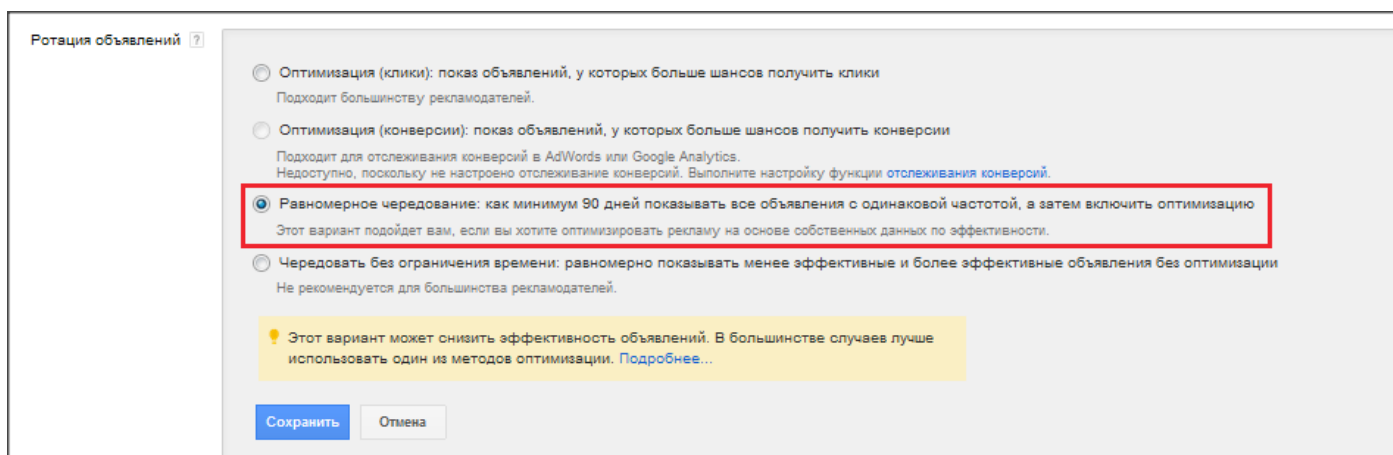 Ротация объявлений ?
Оптимизация (клики): показ объявлений, у которых больше шансов получить клики
Подходит большинству рекламодателей.
Оптимизация (конверсии): показ объявлений, у которых больше шансов получить конверсии
Подходит для отслеживания конверсий в AdWords или Google Analytics.
Недоступно, поскольку не настроено отслеживание конверсий. Выполните настройку функции отслеживания конверсий.
Равномерное чередование: как минимум 90 дней показывать все объявления с одинаковой частотой, а затем включить оптимизацию
Этот вариант подойдет вам, если вы хотите оптимизировать рекламу на основе собственных данных по эффективности.
Чередовать без ограничения времени: равномерно показывать менее эффективные и более эффективные объявления без оптимизации
Не рекомендуется для большинства рекламодателей.
Этот вариант может снизить эффективность объявлений. В большинстве случаев лучше
использовать один из методов оптимизации. Подробнее...
Сохранить Отмена